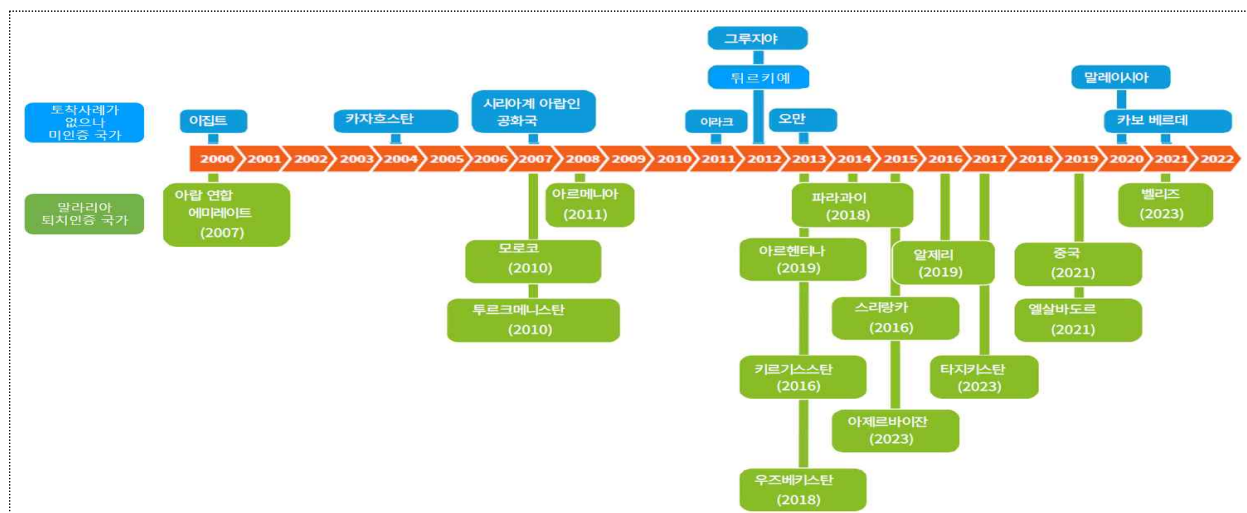 그루지야
튀르키예
말레이시아
토착사례가
없으나
미인증 국가
이집트
카자흐스탄
시리아계 아랍인
공화국
이라크
오만
카보 베르데
2000 2001 2002 2003 2004 2005 2006 2007 2008 2009 2010 2011 2012 2013 2014 2015 2016 2017 2018 2019 2020 2021 2022
말라리아
퇴치인증 국가
아랍 연합
에미레이트
(2007)
아르메니아
(2011)
파라과이
(2018)
벨리즈
(2023)
모로코
(2010)
아르헨티나
(2019)
알제리
(2019)
중국
(2021)
투르크메니스탄
(2010)
스리랑카
(2016)
엘살바도르
(2021)
키르기스스탄
(2016)
타지키스탄
(2023)
아제르바이잔
(2023)
우즈베키스탄
(2018)